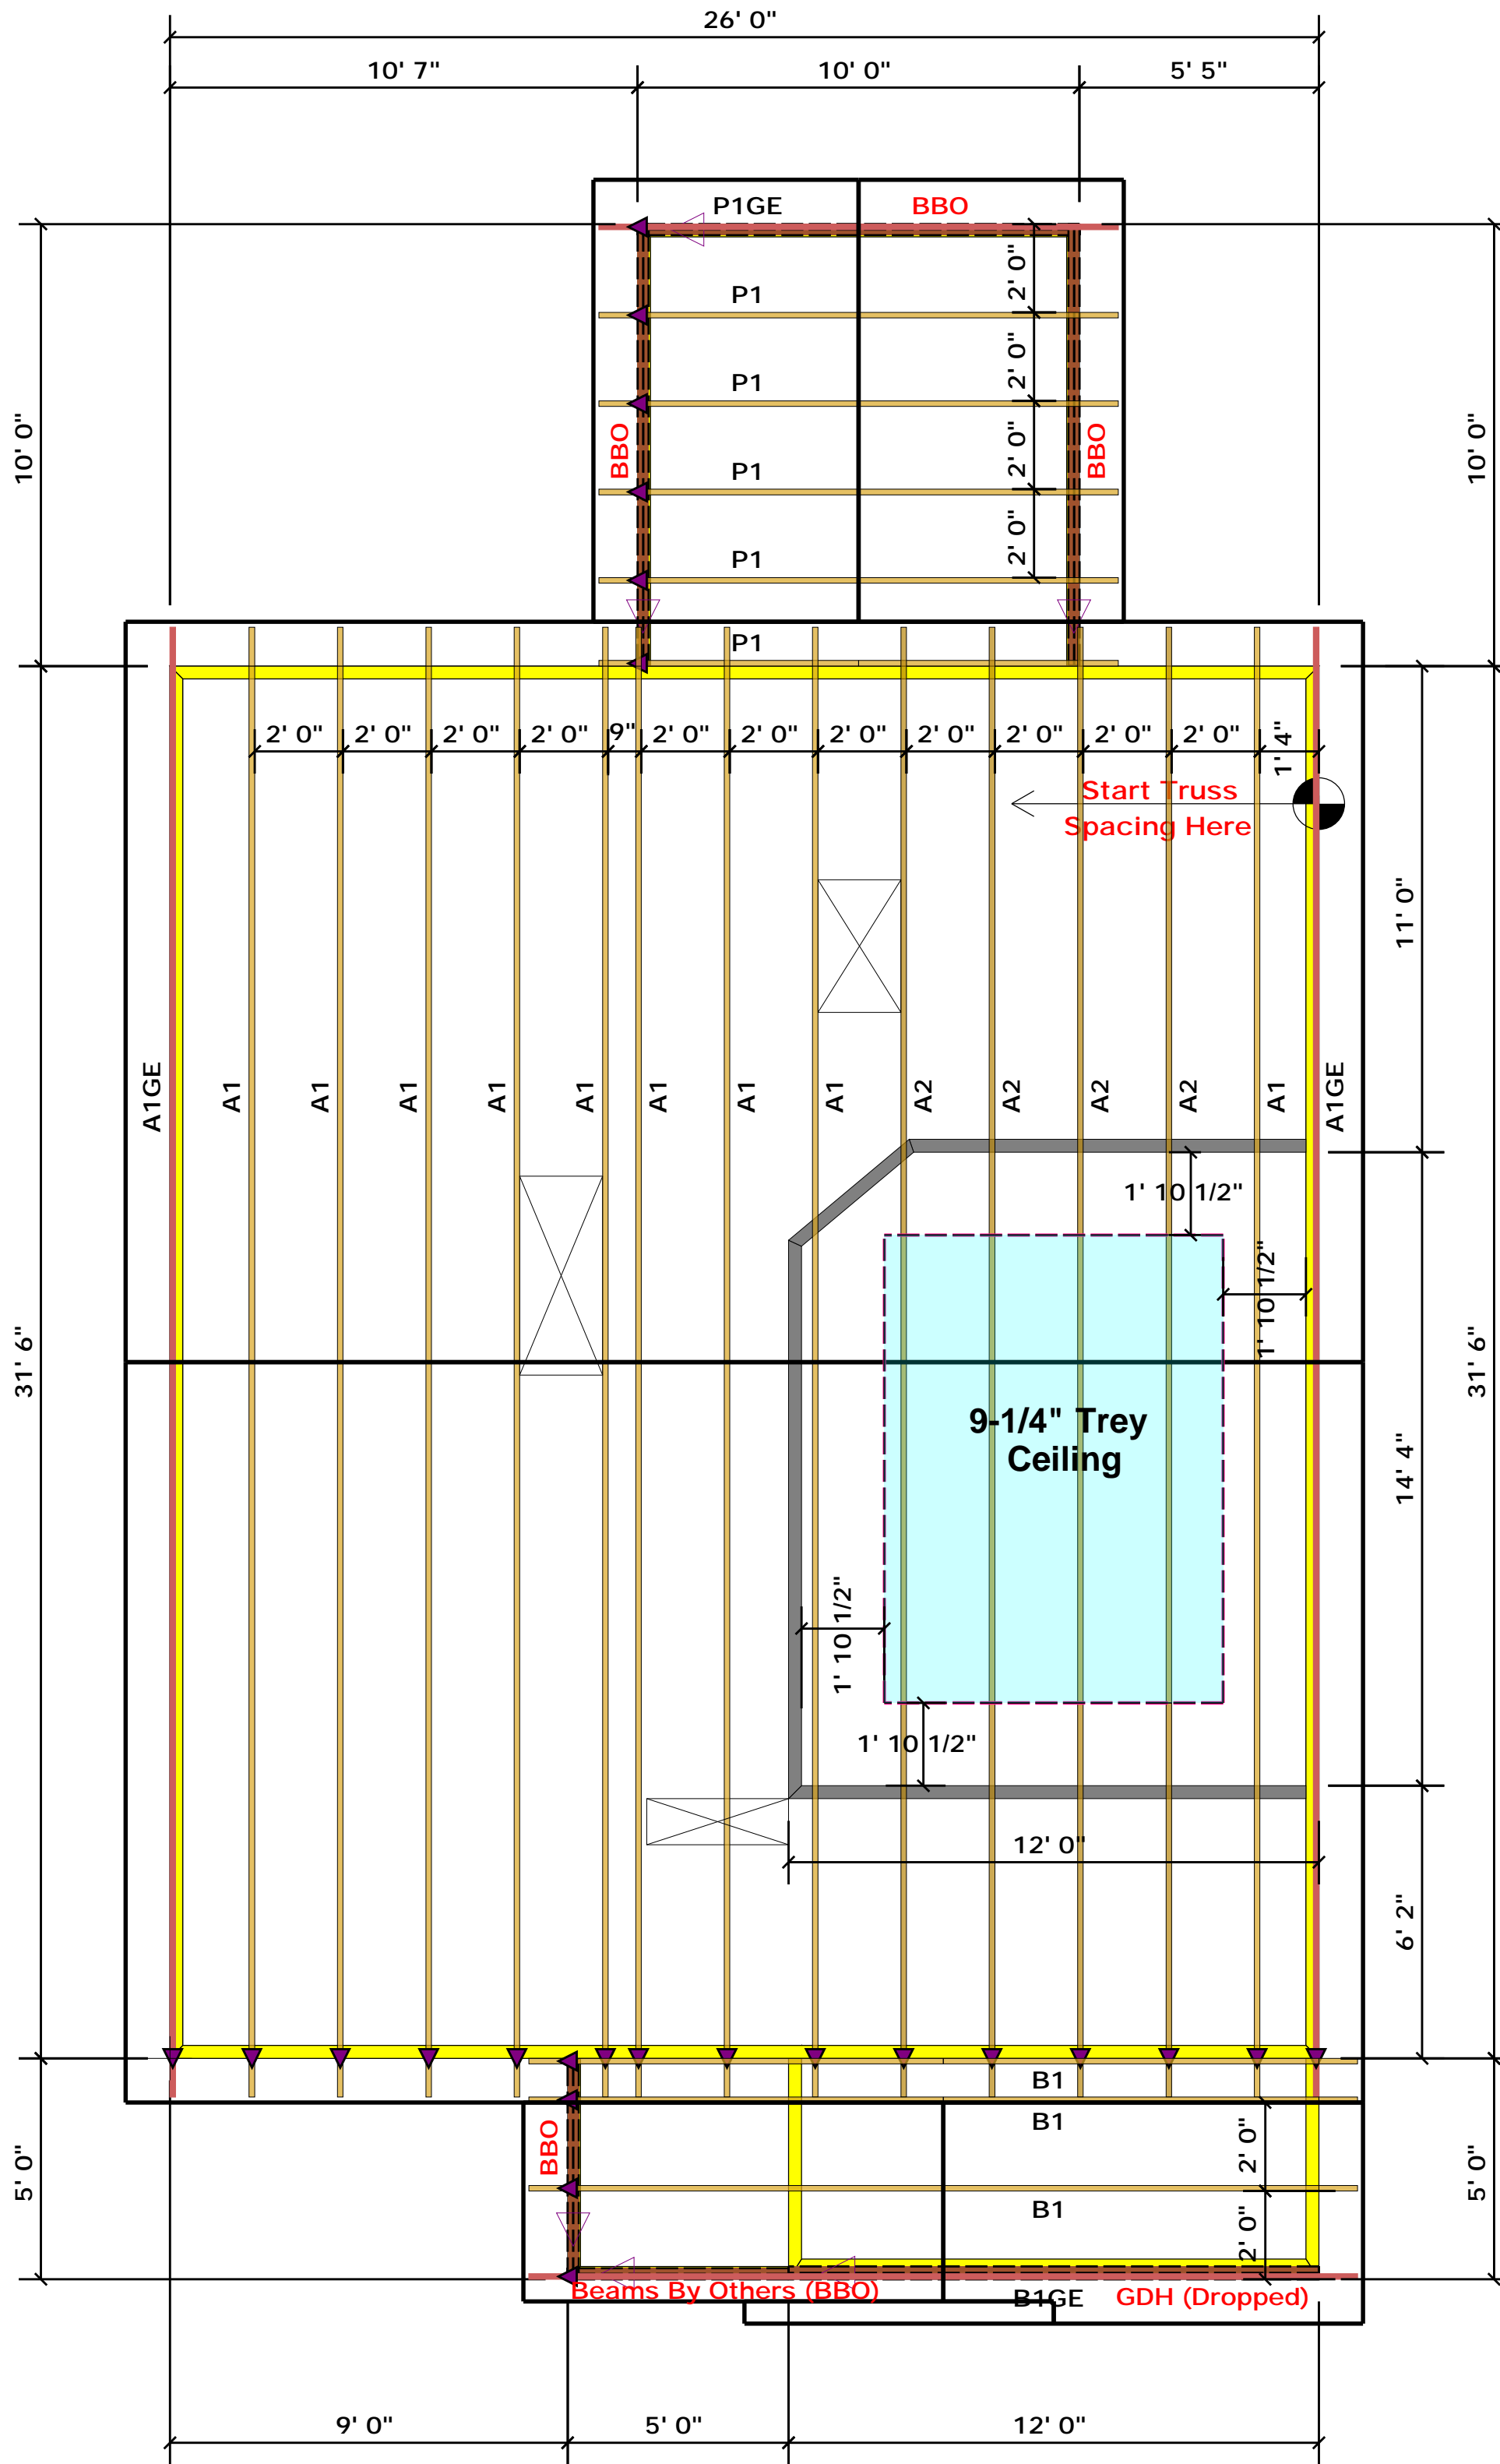 26' 0"
10' 7"
10' 0"
5' 5"
P1GE
BBO
2' 0"
P1
2' 0"
P1
10' 0"
BBO
BBO
10' 0"
2' 0"
P1
2' 0"
P1
P1
2' 0"
2' 0"
2' 0"
2' 0"
9"
2' 0"
2' 0"
2' 0"
2' 0"
2' 0"
2' 0"
2' 0"
1' 4"
Start Truss
Spacing Here
11' 0"
A1GE
A1
A1
A1
A1
A1
A1
A1
A1
A2
A2
A2
A2
A1
A1GE
1' 10 1/2"
1' 10 1/2"
31' 6"
31' 6"
9-1/4" Trey
Ceiling
14' 4"
1' 10 1/2"
1' 10 1/2"
12' 0"
6' 2"
B1
B1
BBO
2' 0"
5' 0"
5' 0"
B1
2' 0"
Beams By Others (BBO)
B1GE
GDH (Dropped)
9' 0"
5' 0"
12' 0"